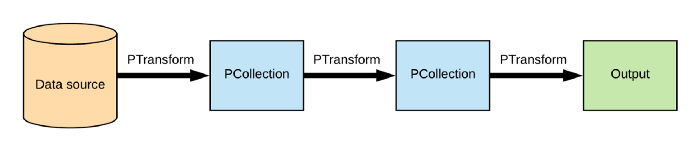 PTransform
PTransform
PTransform
Data source
PCollection
PCollection
Output